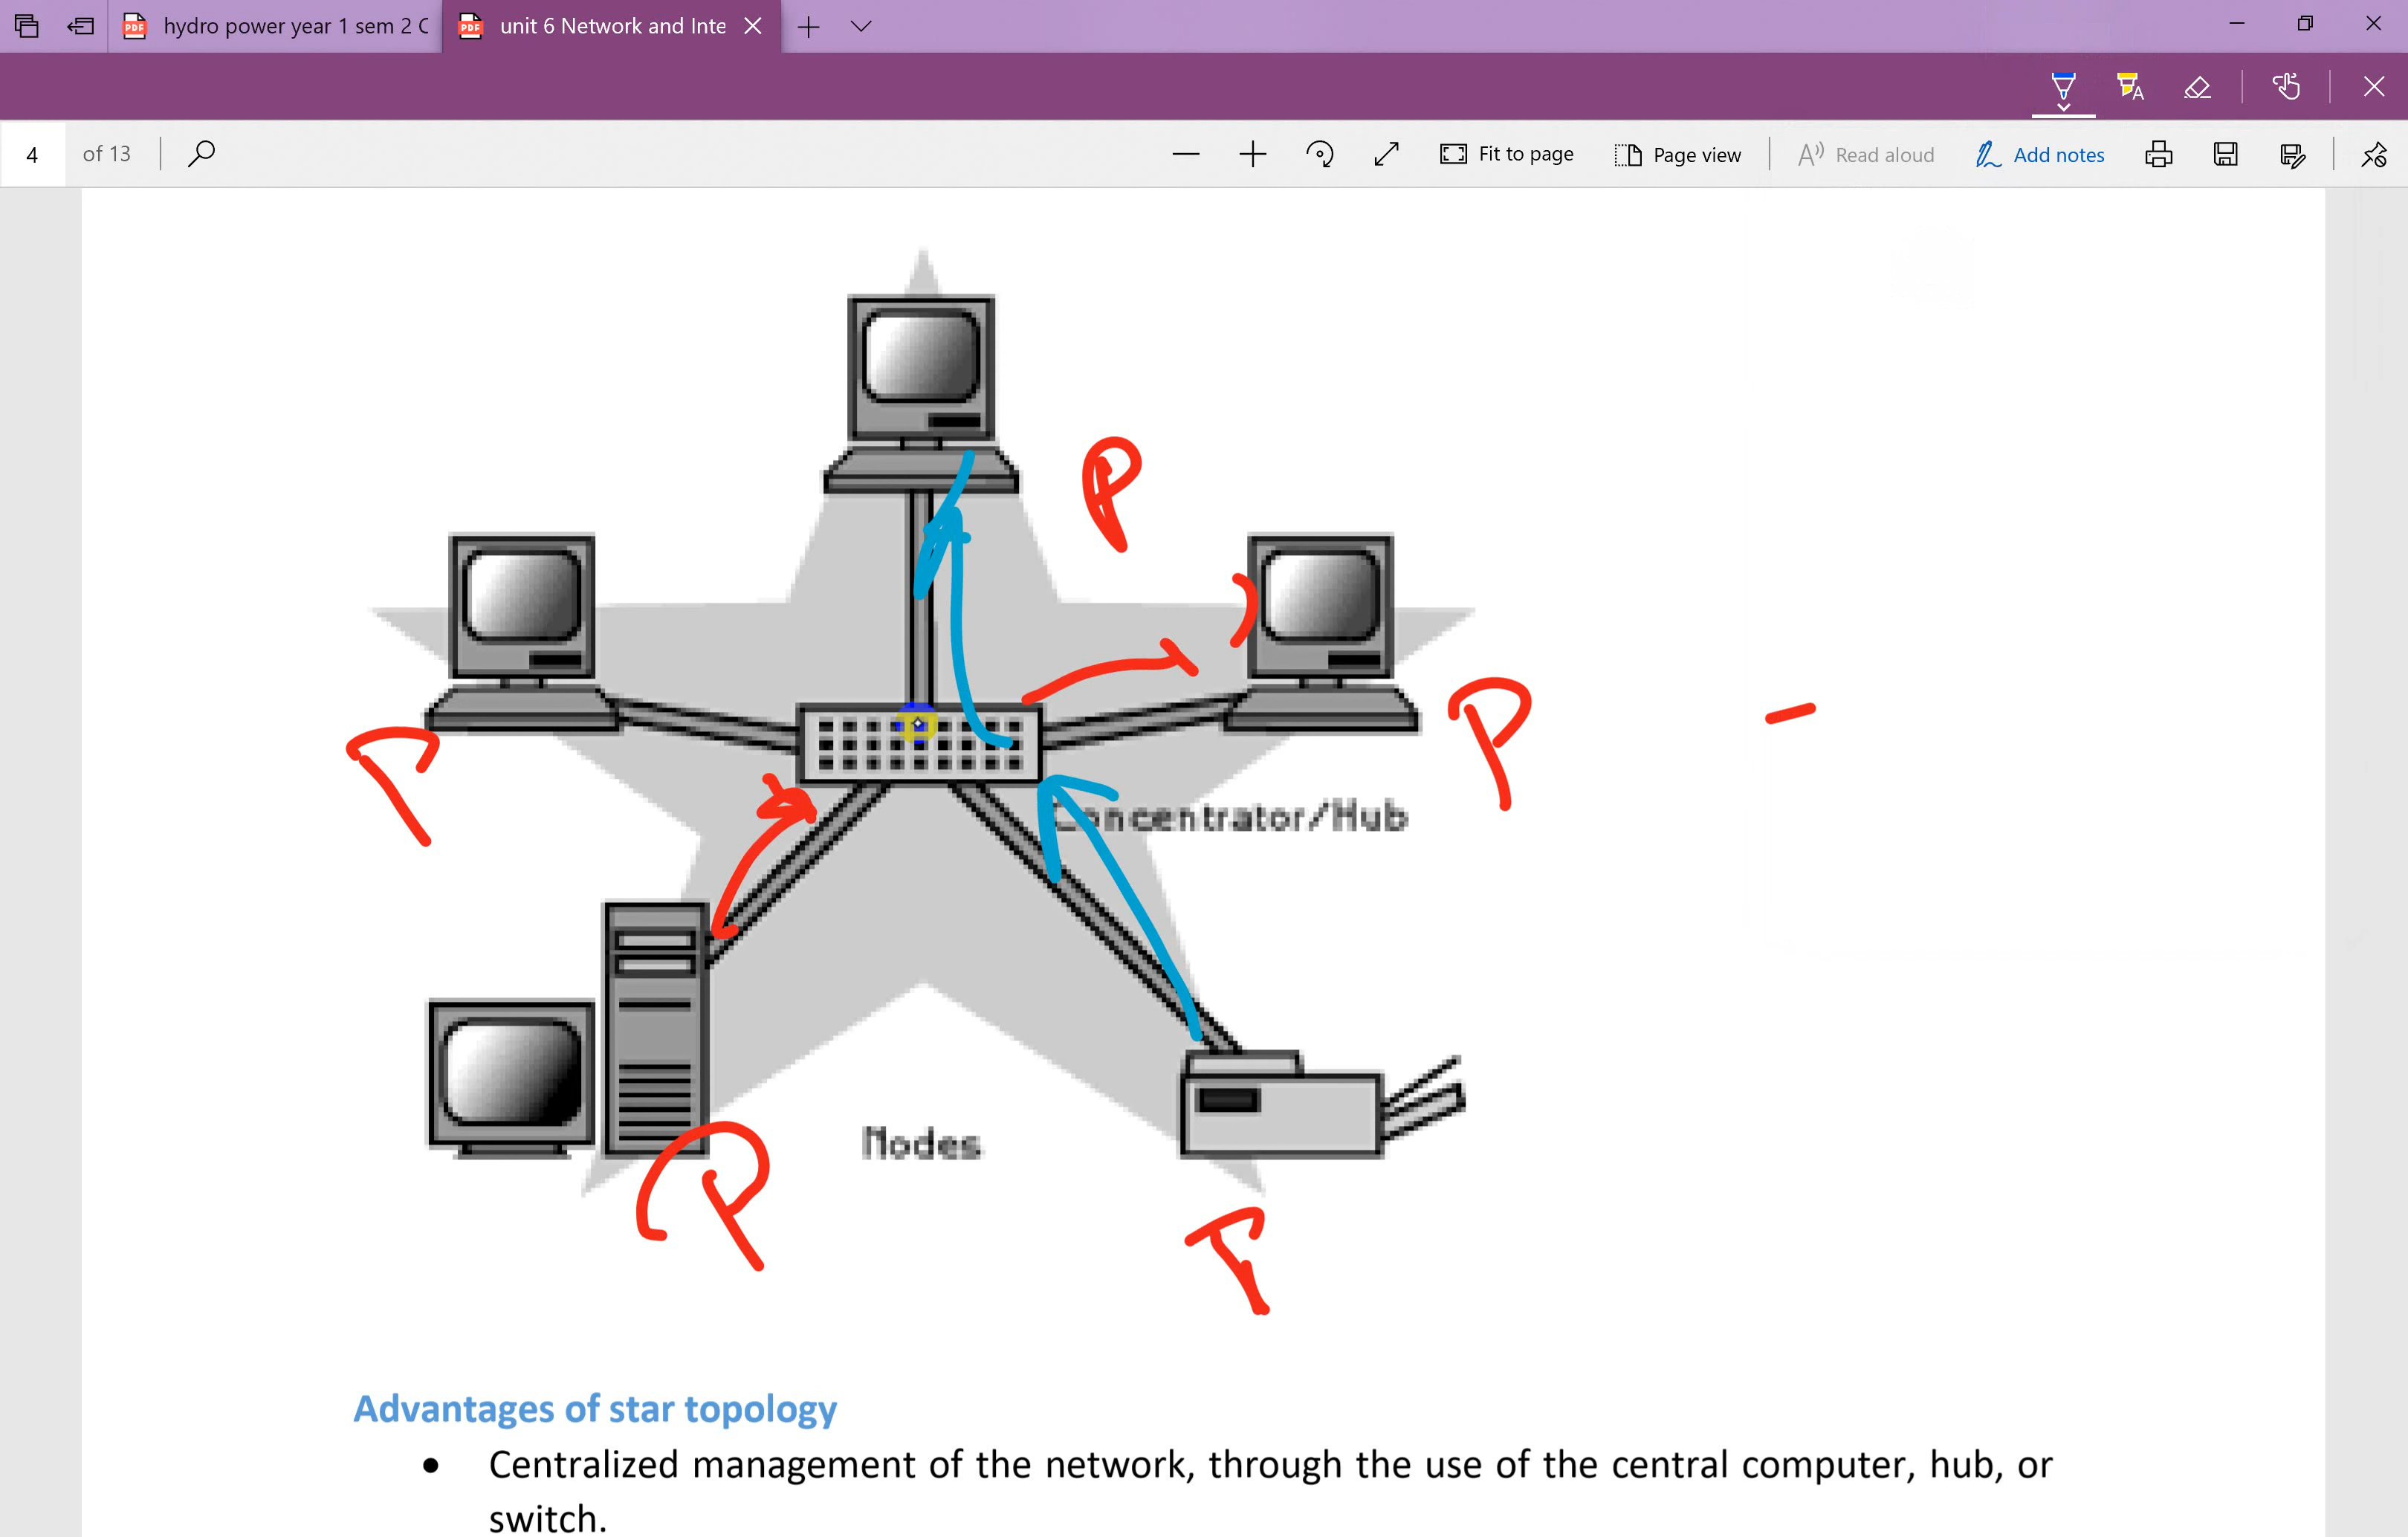 hydro power year 1 sem 2 C
unit 6 Network and Inte
4 of 13
Fit to page
Page view
Read aloud
Add notes
P
P
Concentrator/Hub
Nodes
P
Advantages of star topology
• Centralized management of the network, through the use of the central computer, hub, or
switch.